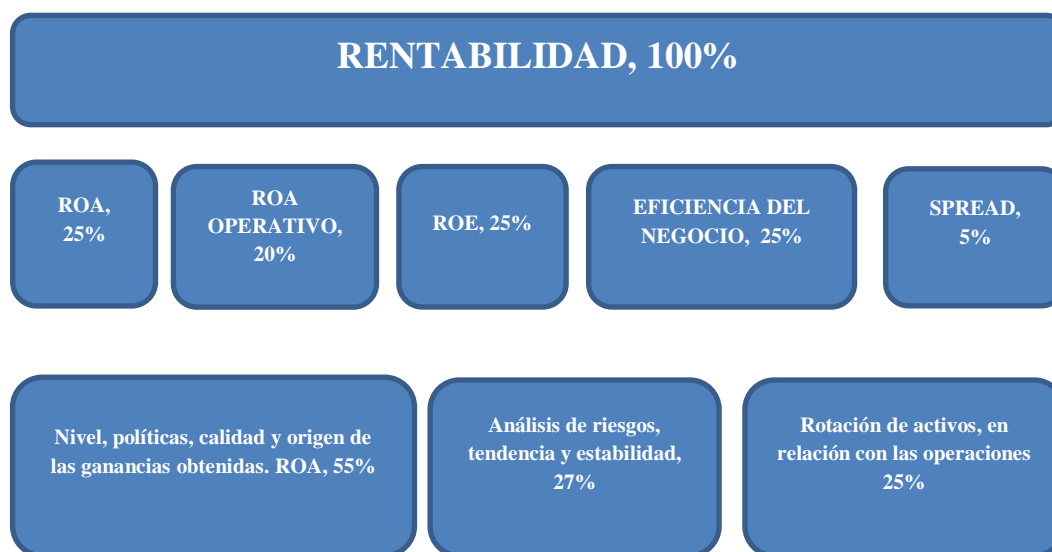 RENTABILIDAD, 100%
ROA,
25%
ROA
OPERATIVO,
20%
ROE, 25%
EFICIENCIA DEL
NEGOCIO, 25%
SPREAD,
5%
Nivel, políticas, calidad y origen de
las ganancias obtenidas. ROA, 55%
Análisis de riesgos,
tendencia y estabilidad,
27%
Rotación de activos, en
relación con las operaciones
25%